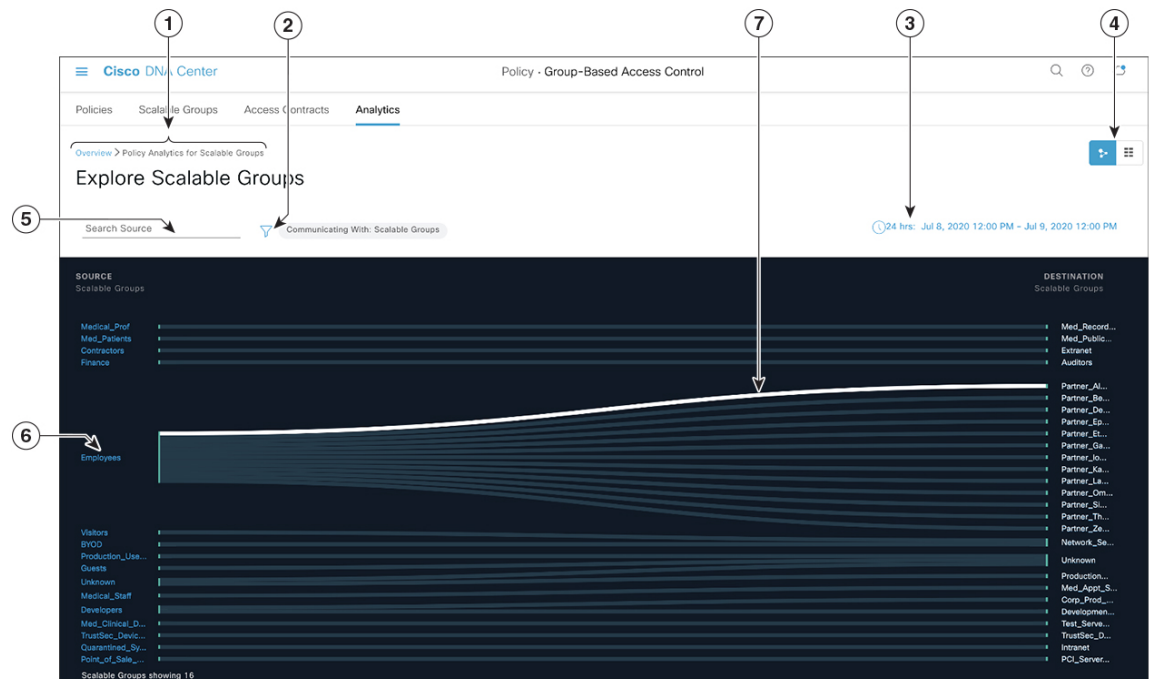 1 2 7 3 4
Cisco DNA Center
Policy · Group-Based Access Control
Policies Scalable Groups Access Contracts Analytics
Overview > Policy Analytics for Scalable Groups
Explore Scalable Groups
5
Search Source
Communicating With: Scalable Groups
24 hrs: Jul 8, 2020 12:00 PM - Jul 9, 2020 12:00 PM
SOURCE
Scalable Groups
DESTINATION
Scalable Groups
Medical_Prof
Med_Patients
Contractors
Finance
6
Employees
Visitors
BYOD
Production_Use...
Guests
Unknown
Medical_Staff
Developers
Med_Clinical_D...
TrustSec_Devic...
Quarantined_Sy...
Point_of_Sale_...
Scalable Groups showing 16
Med_Record...
Med_Public...
Extranet
Auditors
Partner_Al...
Partner_Be...
Partner_De...
Partner_Ep...
Partner_Et...
Partner_Ga...
Partner_Io...
Partner_Ka...
Partner_La...
Partner_Om...
Partner_Si...
Partner_Th...
Partner_Ze...
Network_Se...
Unknown
Production...
Med_Appt_S...
Corp_Prod_...
Developmen...
Test_Serve...
TrustSec_D...
Intranet
PCI_Server...